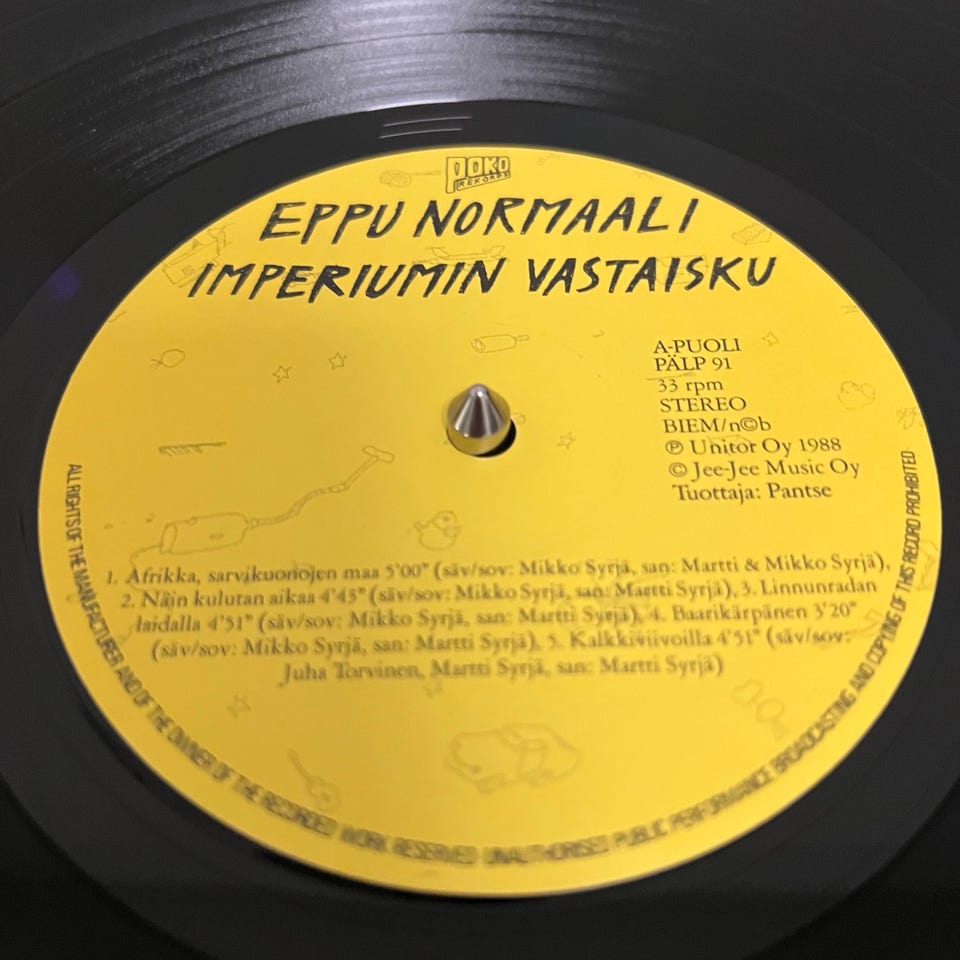 POKO
REKORDS
EPPU NORMAALI
IMPERIUMIN VASTAISKU
A-PUOLI
PÄLP 91
33 rpm
STEREO
BIEM/n©b
℗ Unitor Oy 1988
© Jee-Jee Music Oy
Tuottaja: Pantse
1. Afrikka, sarvikuonojen maa 5'00" (säv/sov: Mikko Syrjä, san: Martti & Mikko Syrjä),
2. Näin kulutan aikaa 4'43" (säv/sov: Mikko Syrjä, san: Martti Syrjä), 3. Linnunradan
laidalla 4'51" (säv/sov: Mikko Syrjä, san: Martti Syrjä), 4. Baarikärpänen 3'20"
(säv/sov: Mikko Syrjä, san: Martti Syrjä), 5. Kalkkiviivoilla 4'51" (säv/sov:
Juha Torvinen, Martti Syrjä, san: Martti Syrjä)
ALL RIGHTS OF THE MANUFACTURER AND OF THE OWNER OF THE RECORDED WORK RESERVED UNAUTHORISED PUBLIC PERFORMANCE BROADCASTING AND COPYING OF THIS RECORD PROHIBITED